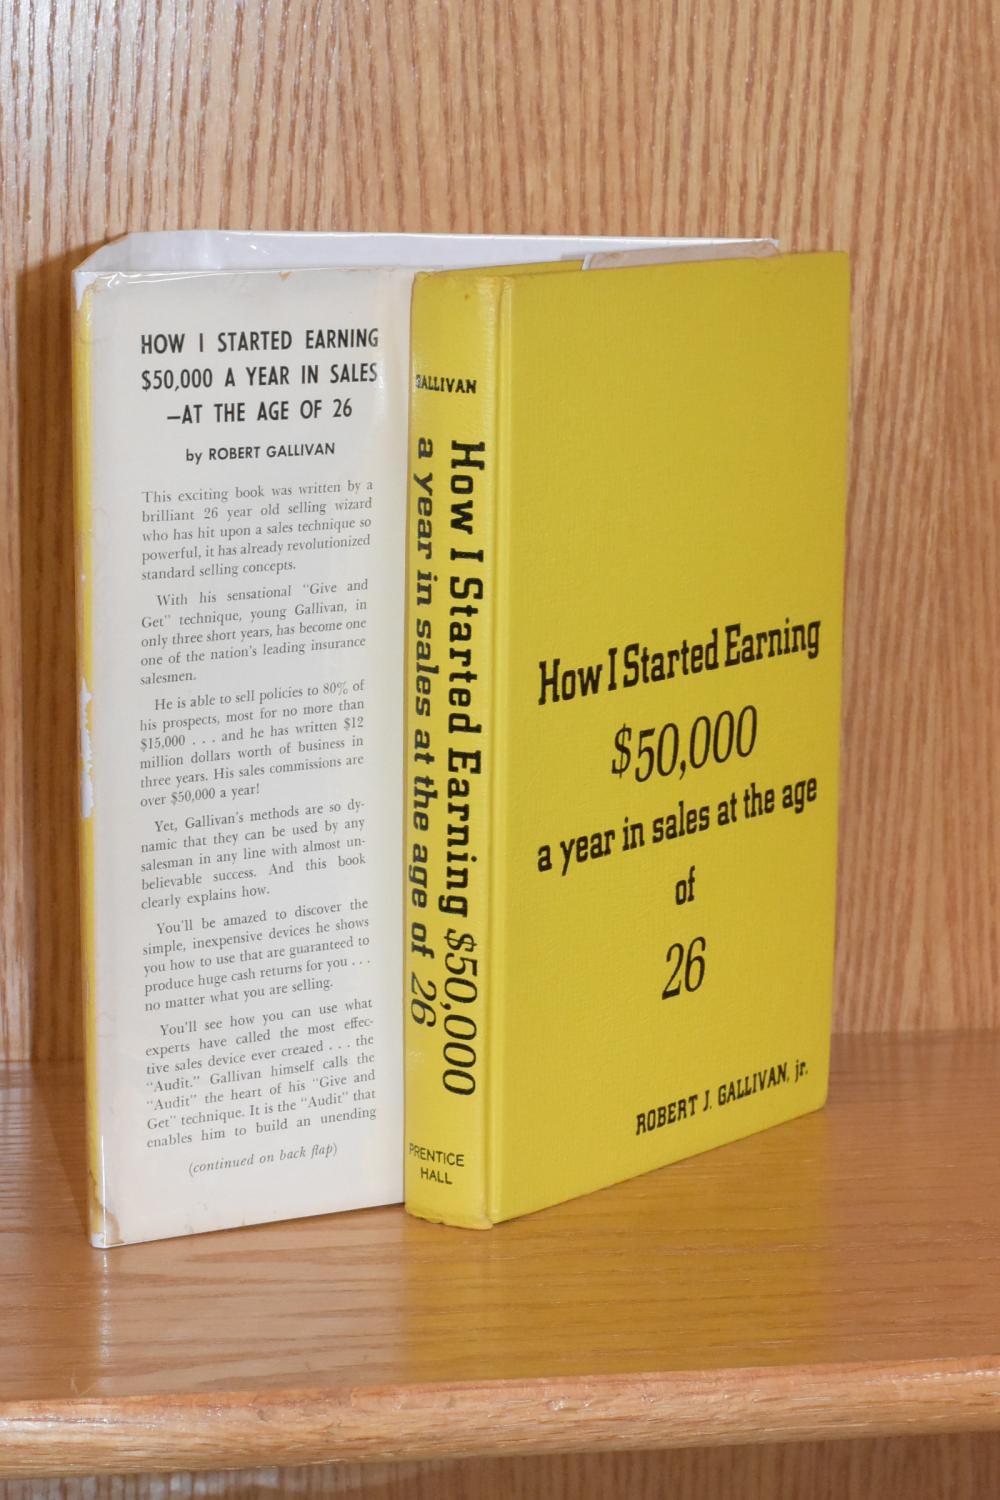 HOW I STARTED EARNING
$50,000 A YEAR IN SALES
—AT THE AGE OF 26
by ROBERT GALLIVAN
This exciting book was written by a
brilliant 26 year old selling wizard
who has hit upon a sales technique so
powerful, it has already revolutionized
standard selling concepts.
With his sensational "Give and
Get" technique, young Gallivan, in
only three short years, has become one
one of the nation's leading insurance
salesmen.
He is able to sell policies to 80% of
his prospects, most for no more than
$15,000 . . . and he has written $12
million dollars worth of business in
three years. His sales commissions are
over $50,000 a year!
Yet, Gallivan's methods are so dy-
namic that they can be used by any
salesman in any line with almost un-
believable success. And this book
clearly explains how.
You'll be amazed to discover the
simple, inexpensive devices he shows
you how to use that are guaranteed to
produce huge cash returns for you . . .
no matter what you are selling.
You'll see how you can use what
experts have called the most effec-
tive sales device ever created . . . the
"Audit." Gallivan himself calls the
"Audit" the heart of his "Give and
Get" technique. It is the "Audit" that
enables him to build an unending
(continued on back flap)
GALLIVAN
How I Started Earning $50,000
a year in sales at the age of 26
PRENTICE
HALL
How I Started Earning
$50,000
a year in sales at the age
of
26
ROBERT J. GALLIVAN, jr.